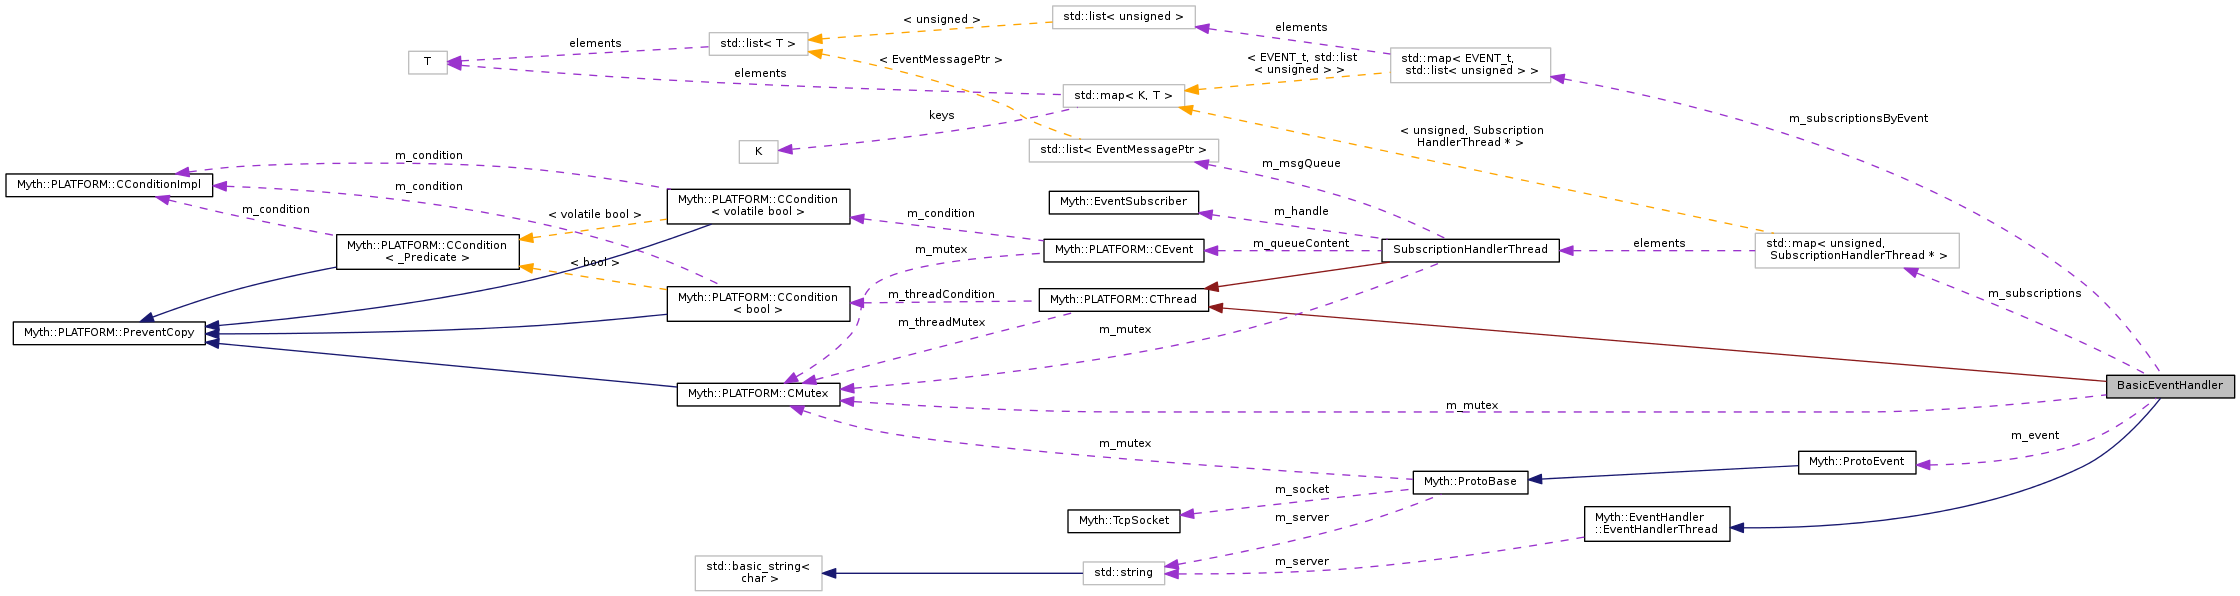 std::list< unsigned >
< unsigned >
elements
std::list< T >
elements
T
< EventMessagePtr >
elements
< EVENT_t, std::list
< unsigned > >
std::map< EVENT_t,
std::list< unsigned > >
std::map< K, T >
keys
m_subscriptionsByEvent
< unsigned, Subscription
HandlerThread * >
K
std::list< EventMessagePtr >
m_condition
m_msgQueue
Myth::PLATFORM::CConditionImpl
m_condition
m_condition
Myth::PLATFORM::CCondition
< volatile bool >
< volatile bool >
Myth::EventSubscriber
m_condition
m_handle
Myth::PLATFORM::CCondition
< _Predicate >
< bool >
m_mutex
Myth::PLATFORM::CEvent
m_queueContent
SubscriptionHandlerThread
elements
std::map< unsigned,
SubscriptionHandlerThread * >
Myth::PLATFORM::CCondition
< bool >
m_threadCondition
Myth::PLATFORM::CThread
m_subscriptions
Myth::PLATFORM::PreventCopy
m_threadMutex
m_mutex
Myth::PLATFORM::CMutex
BasicEventHandler
m_mutex
m_mutex
m_event
Myth::ProtoEvent
Myth::ProtoBase
m_socket
Myth::TcpSocket
m_server
Myth::EventHandler
::EventHandlerThread
m_server
std::basic_string<
char >
std::string